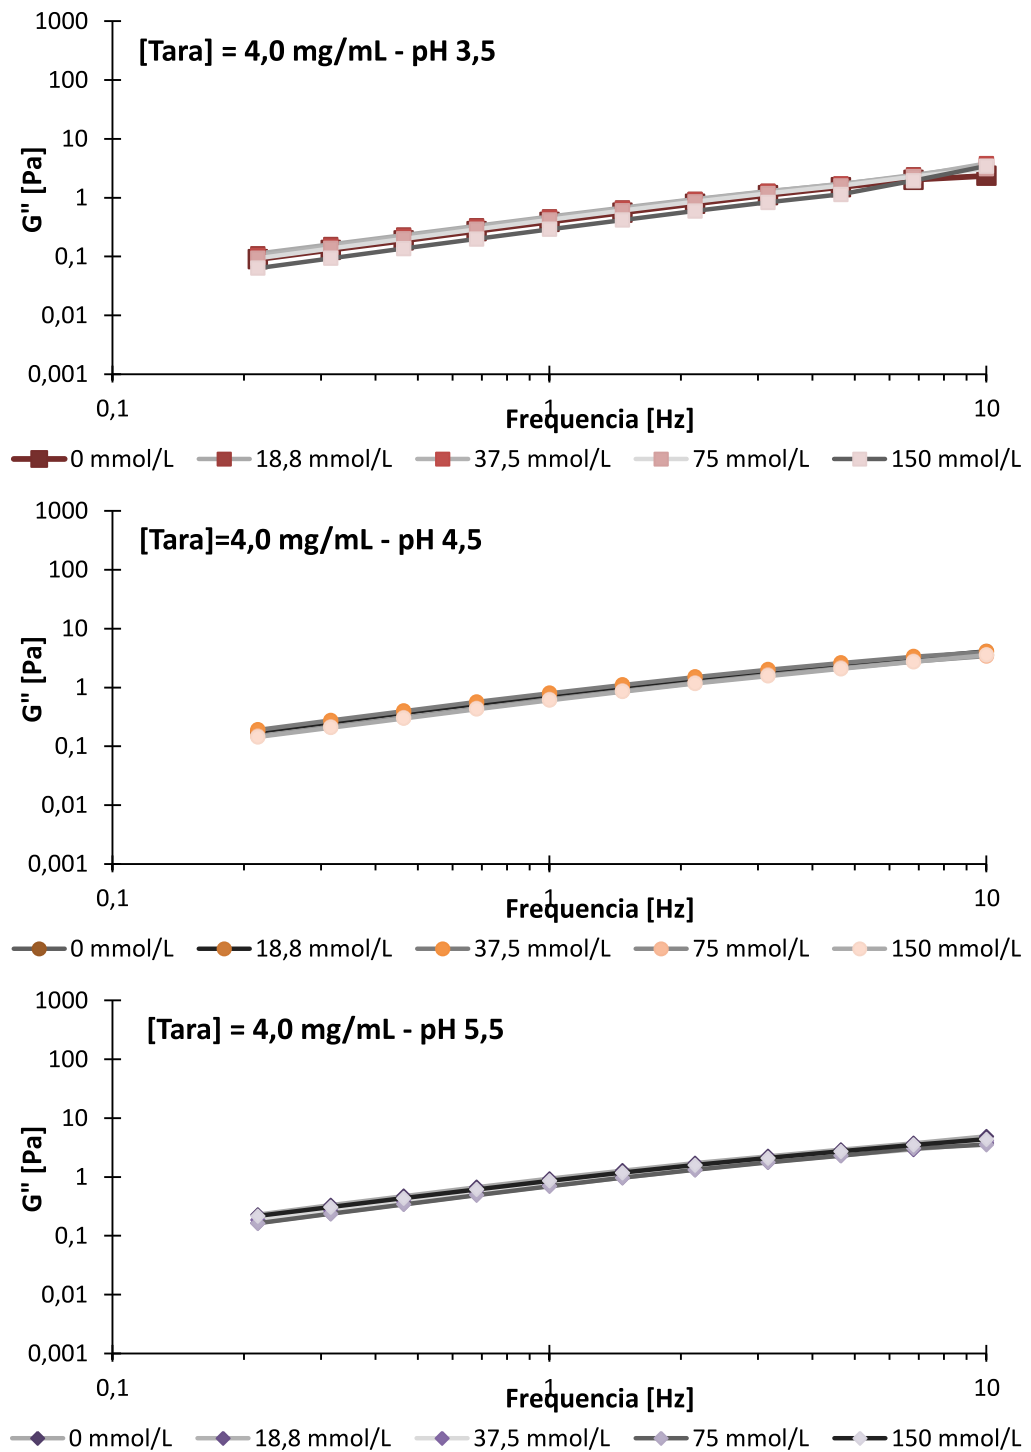 1000
[Tara] = 4,0 mg/mL - pH 3,5
100
10
1
0,1
0,01
0,001
G" [Pa]
0,1 1 10
Frequencia [Hz]
0 mmol/L 18,8 mmol/L 37,5 mmol/L 75 mmol/L 150 mmol/L
1000
[Tara]=4,0 mg/mL - pH 4,5
100
10
1
0,1
0,01
0,001
G" [Pa]
0,1 1 10
Frequencia [Hz]
0 mmol/L 18,8 mmol/L 37,5 mmol/L 75 mmol/L 150 mmol/L
1000
[Tara] = 4,0 mg/mL - pH 5,5
100
10
1
0,1
0,01
0,001
G" [Pa]
0,1 1 10
Frequencia [Hz]
0 mmol/L 18,8 mmol/L 37,5 mmol/L 75 mmol/L 150 mmol/L